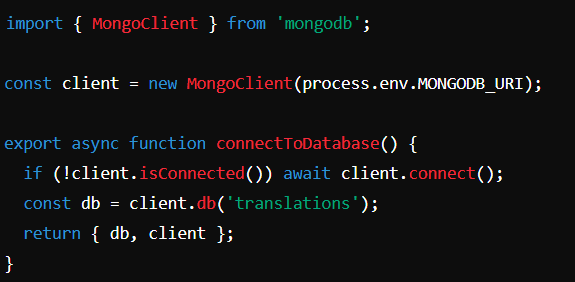 import { MongoClient } from 'mongodb';

const client = new MongoClient(process.env.MONGODB_URI);

export async function connectToDatabase() {
  if (!client.isConnected()) await client.connect();
  const db = client.db('translations');
  return { db, client };
}